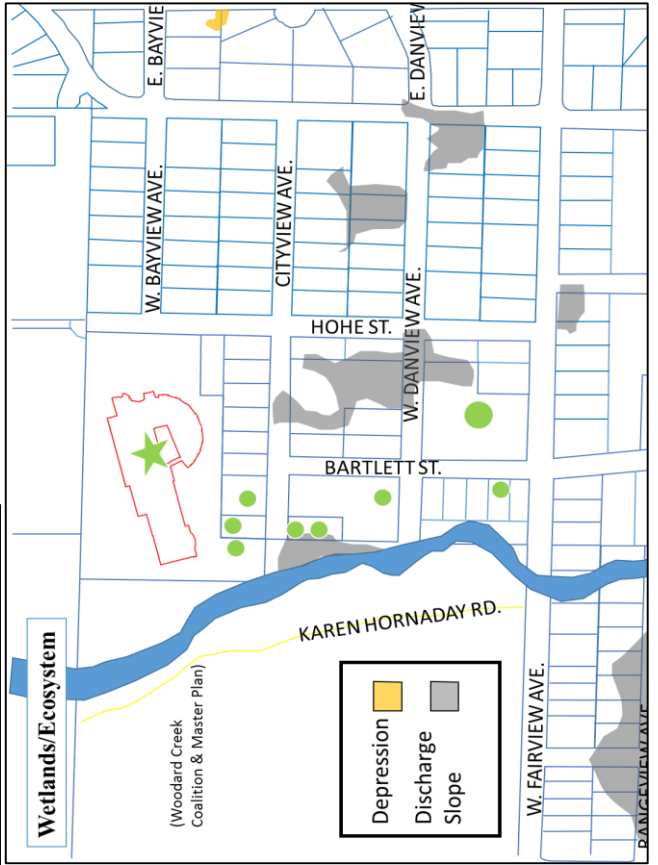 Wetlands/Ecosystem
(Woodard Creek
Coalition & Master Plan)
E. BAYVIE
E. DANVIEW
W. BAYVIEW AVE.
CITYVIEW AVE.
W. DANVIEW AVE.
HOHE ST.
BARTLETT ST.
KAREN HORNADAY RD.
W. FAIRVIEW AVE.
RANGEVIEW AVE
Depression
Discharge
Slope